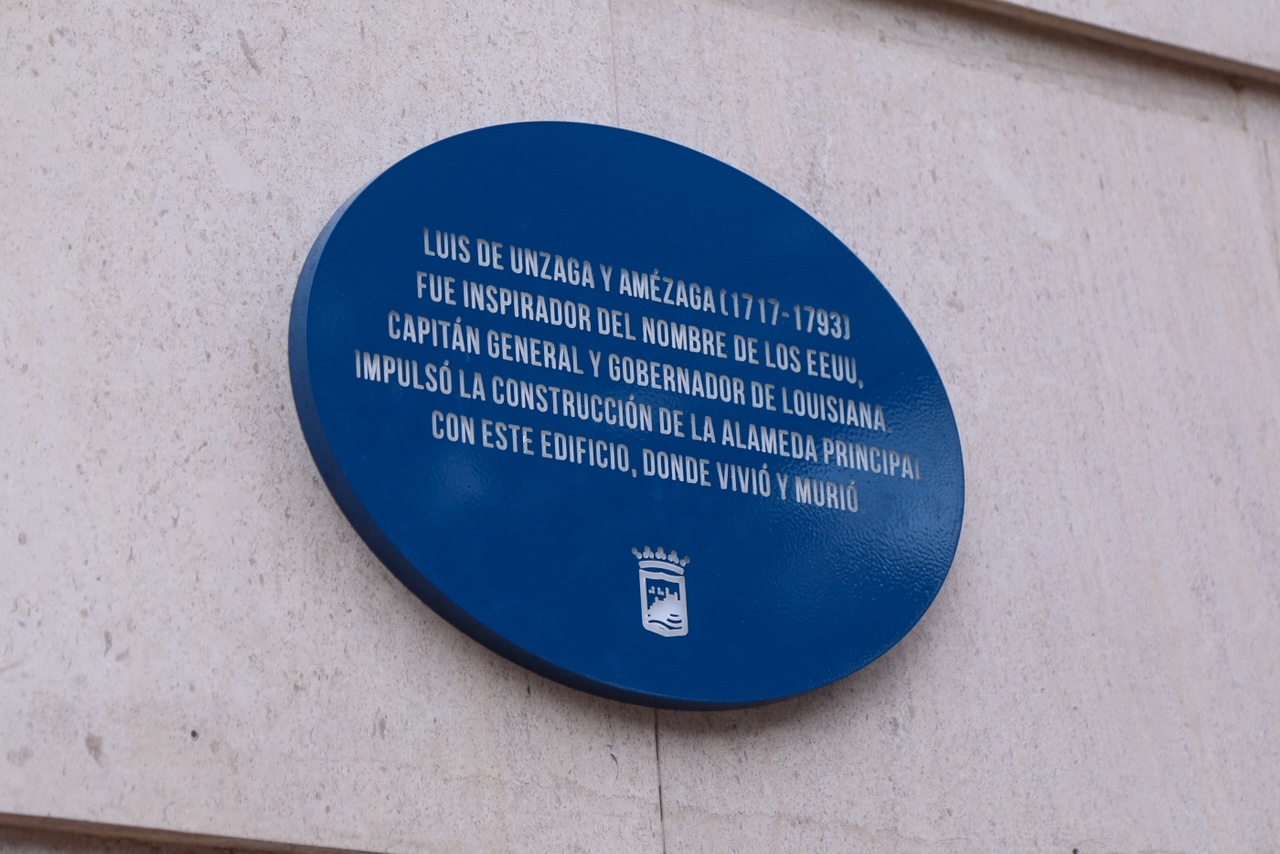 LUIS DE UNZAGA Y AMÉZAGA (1717-1793)
FUE INSPIRADOR DEL NOMBRE DE LOS EEUU,
CAPITÁN GENERAL Y GOBERNADOR DE LOUISIANA.
IMPULSÓ LA CONSTRUCCIÓN DE LA ALAMEDA PRINCIPAL
CON ESTE EDIFICIO, DONDE VIVIÓ Y MURIÓ